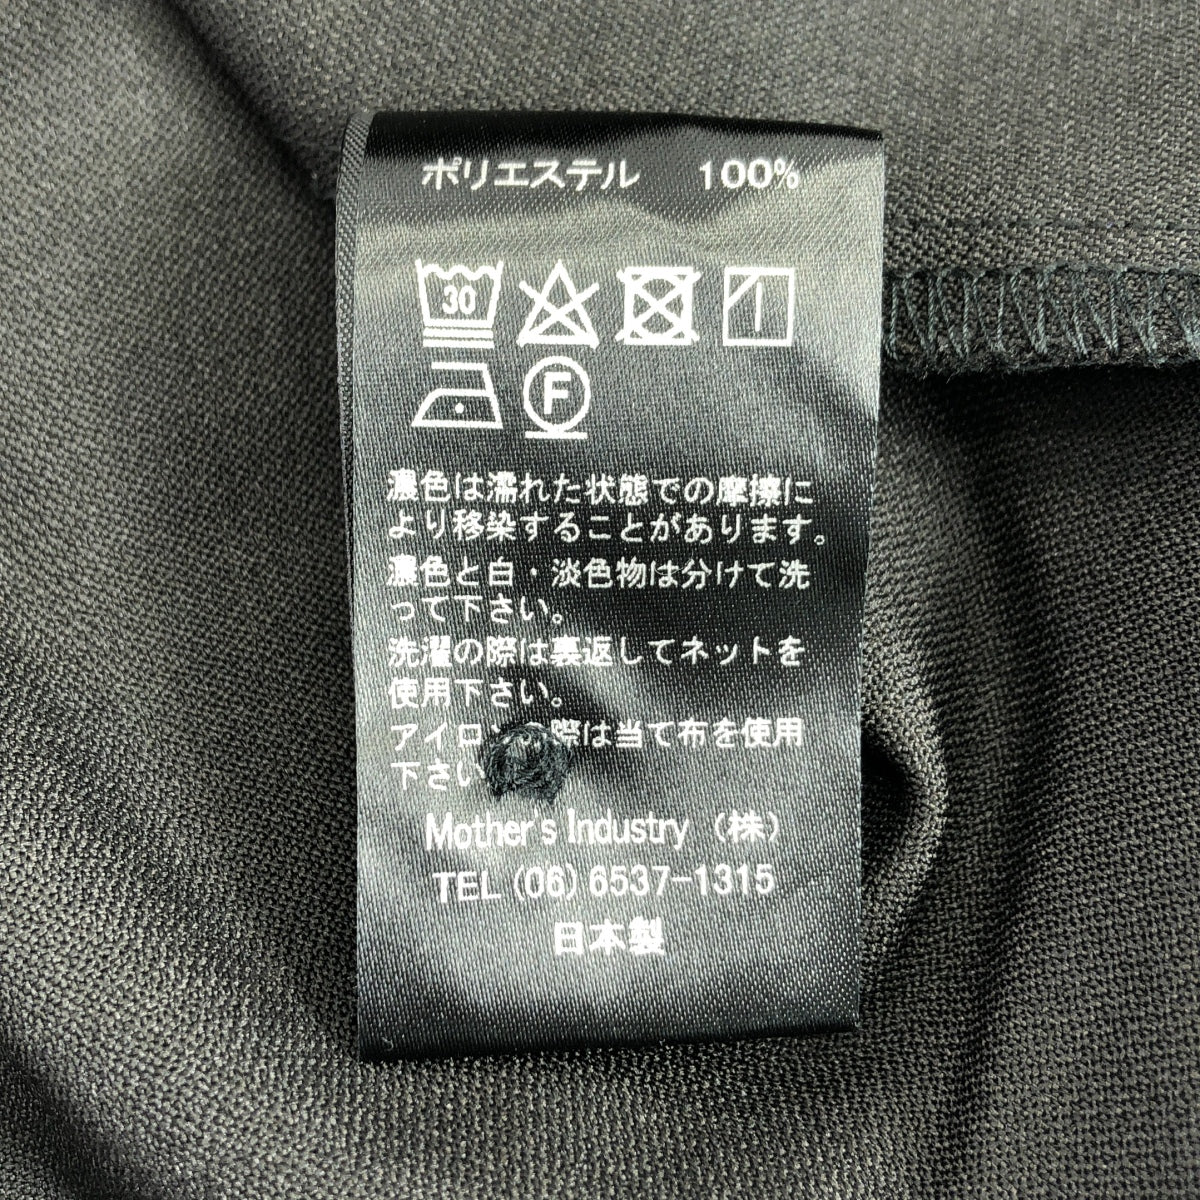 ポリエステル 100%
30
F
濃色は濡れた状態での摩擦に
より移染することがあります。
濃色と白・淡色物は分けて洗
って下さい。
洗濯の際は裏返してネットを
使用下さい。
アイロンの際は当て布を使用
下さい
Mother's Industry (株)
TEL (06) 6537-1315
日本製